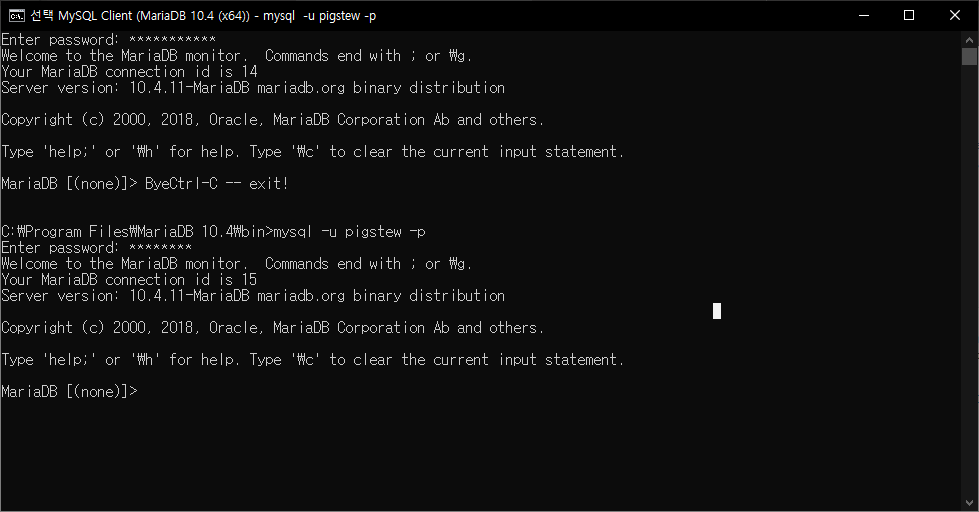 선택 MySQL Client (MariaDB 10.4 (x64)) - mysql  -u pigstew -p
Enter password: ***********
Welcome to the MariaDB monitor.  Commands end with ; or ₩g.
Your MariaDB connection id is 14
Server version: 10.4.11-MariaDB mariadb.org binary distribution
Copyright (c) 2000, 2018, Oracle, MariaDB Corporation Ab and others.
Type 'help;' or '₩h' for help. Type '₩c' to clear the current input statement.
MariaDB [(none)]> ByeCtrl-C -- exit!
C:₩Program Files₩MariaDB 10.4₩bin>mysql -u pigstew -p
Enter password: ********
Welcome to the MariaDB monitor.  Commands end with ; or ₩g.
Your MariaDB connection id is 15
Server version: 10.4.11-MariaDB mariadb.org binary distribution
Copyright (c) 2000, 2018, Oracle, MariaDB Corporation Ab and others.
Type 'help;' or '₩h' for help. Type '₩c' to clear the current input statement.
MariaDB [(none)]>